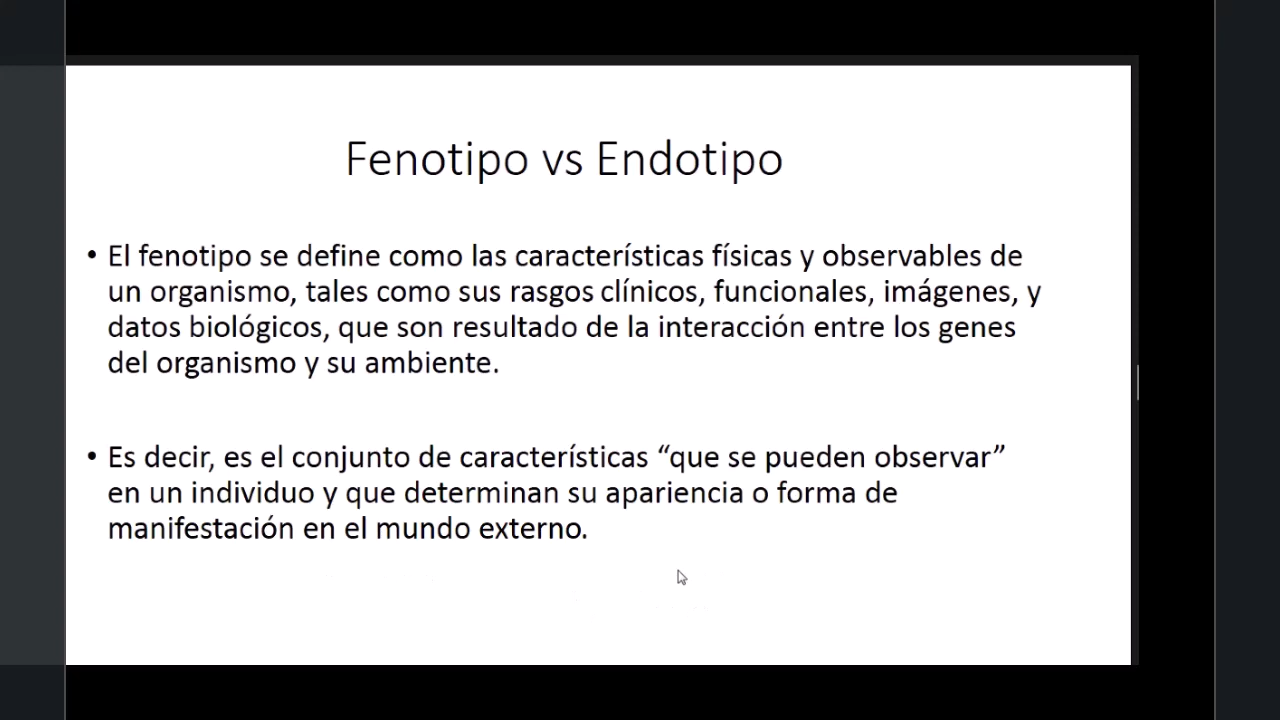 Fenotipo vs Endotipo
• El fenotipo se define como las características físicas y observables de
un organismo, tales como sus rasgos clínicos, funcionales, imágenes, y
datos biológicos, que son resultado de la interacción entre los genes
del organismo y su ambiente.
• Es decir, es el conjunto de características “que se pueden observar”
en un individuo y que determinan su apariencia o forma de
manifestación en el mundo externo.